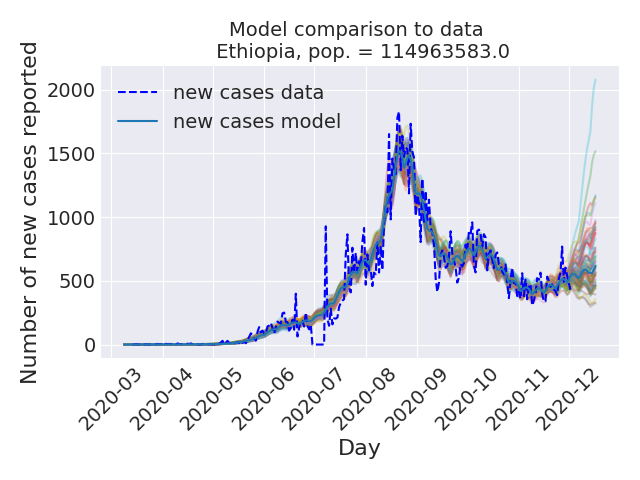 Model comparison to data
Ethiopia, pop. = 114963583.0
Number of new cases reported
2000
1500
1000
500
0
new cases data
new cases model
2020-03
2020-04
2020-05
2020-06
2020-07
2020-08
2020-09
2020-10
2020-11
2020-12
Day